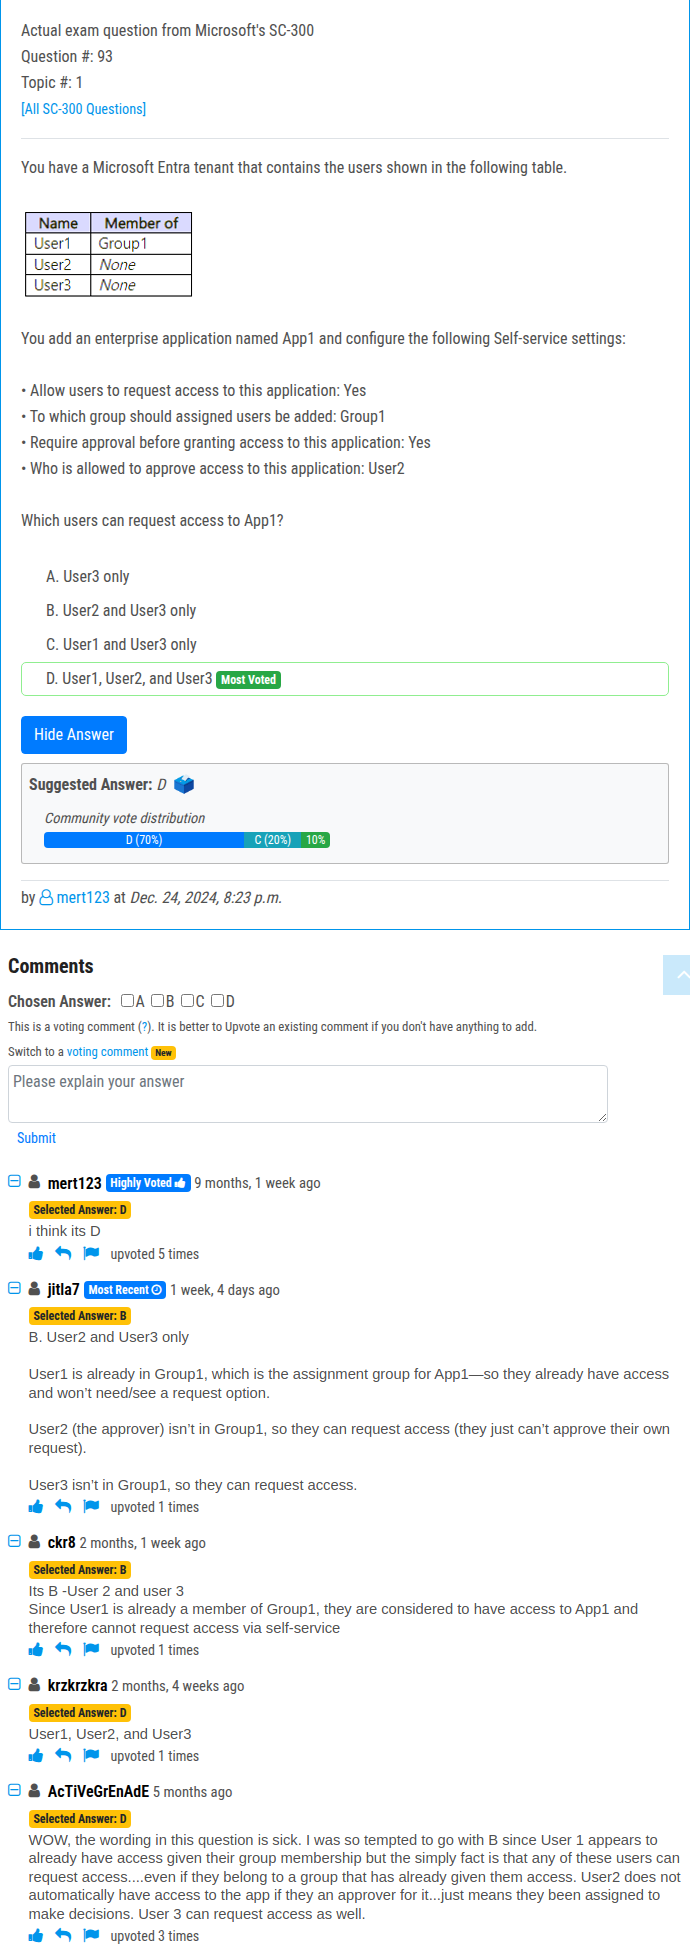 Actual exam question from Microsoft's SC-300
Question #: 93
Topic #: 1
[All SC-300 Questions]
You have a Microsoft Entra tenant that contains the users shown in the following table.
Name Member of
User1 Group1
User2 None
User3 None
You add an enterprise application named App1 and configure the following Self-service settings:
• Allow users to request access to this application: Yes
• To which group should assigned users be added: Group1
• Require approval before granting access to this application: Yes
• Who is allowed to approve access to this application: User2
Which users can request access to App1?
A. User3 only
B. User2 and User3 only
C. User1 and User3 only
D. User1, User2, and User3 Most Voted
Hide Answer
Suggested Answer: D
Community vote distribution
D (70%) C (20%) 10%
by mert123 at Dec. 24, 2024, 8:23 p.m.
Comments
Chosen Answer: A B C D
This is a voting comment (?). It is better to Upvote an existing comment if you don't have anything to add.
Switch to a voting comment New
Please explain your answer
Submit
mert123 Highly Voted 9 months, 1 week ago
Selected Answer: D
i think its D
upvoted 5 times
jitla7 Most Recent 1 week, 4 days ago
Selected Answer: B
B. User2 and User3 only
User1 is already in Group1, which is the assignment group for App1—so they already have access
and won't need/see a request option.
User2 (the approver) isn't in Group1, so they can request access (they just can't approve their own
request).
User3 isn't in Group1, so they can request access.
upvoted 1 times
ckr8 2 months, 1 week ago
Selected Answer: B
Its B -User 2 and user 3
Since User1 is already a member of Group1, they are considered to have access to App1 and
therefore cannot request access via self-service
upvoted 1 times
krzkrzkra 2 months, 4 weeks ago
Selected Answer: D
User1, User2, and User3
upvoted 1 times
AcTiVeGrEnAdE 5 months ago
Selected Answer: D
WOW, the wording in this question is sick. I was so tempted to go with B since User 1 appears to
already have access given their group membership but the simply fact is that any of these users can
request access....even if they belong to a group that has already given them access. User2 does not
automatically have access to the app if they an approver for it...just means they been assigned to
make decisions. User 3 can request access as well.
upvoted 3 times